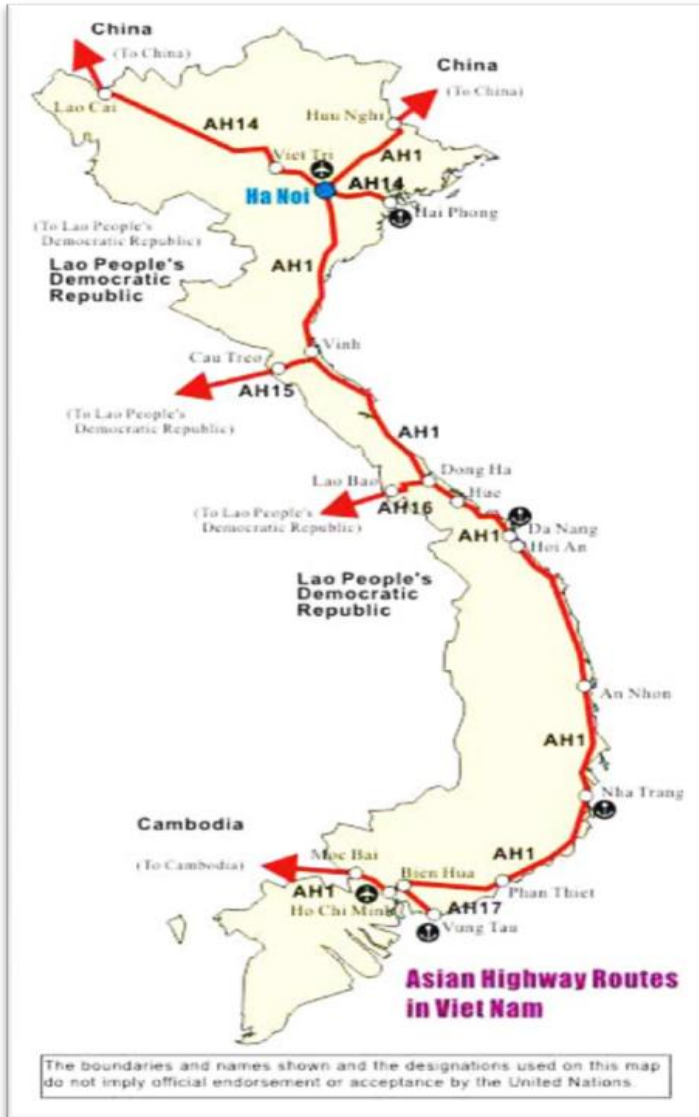 China
(To China)
China
(To China)
Lao Cai
AH14
Huu Nghi
Viet Tri
AH1
Ha Noi
AH14
Hai Phong
(To Lao People's
Democratic Republic)
Lao People's
Democratic
Republic
AH1
Vinh
Cau Treo
AH15
(To Lao People's
Democratic Republic)
AH1
Dong Ha
Lao Bao
Hue
AH16
(To Lao People's
Democratic Republic)
Da Nang
AH1
Hoi An
Lao People's
Democratic
Republic
An Nhon
AH1
Nha Trang
Cambodia
(To Cambodia)
Moc Bai
Bien Hua
AH1
AH1
Phan Thiet
Ho Chi Minh
AH17
Vung Tau
Asian Highway Routes
in Viet Nam
The boundaries and names shown and the designations used on this map
do not imply official endorsement or acceptance by the United Nations.